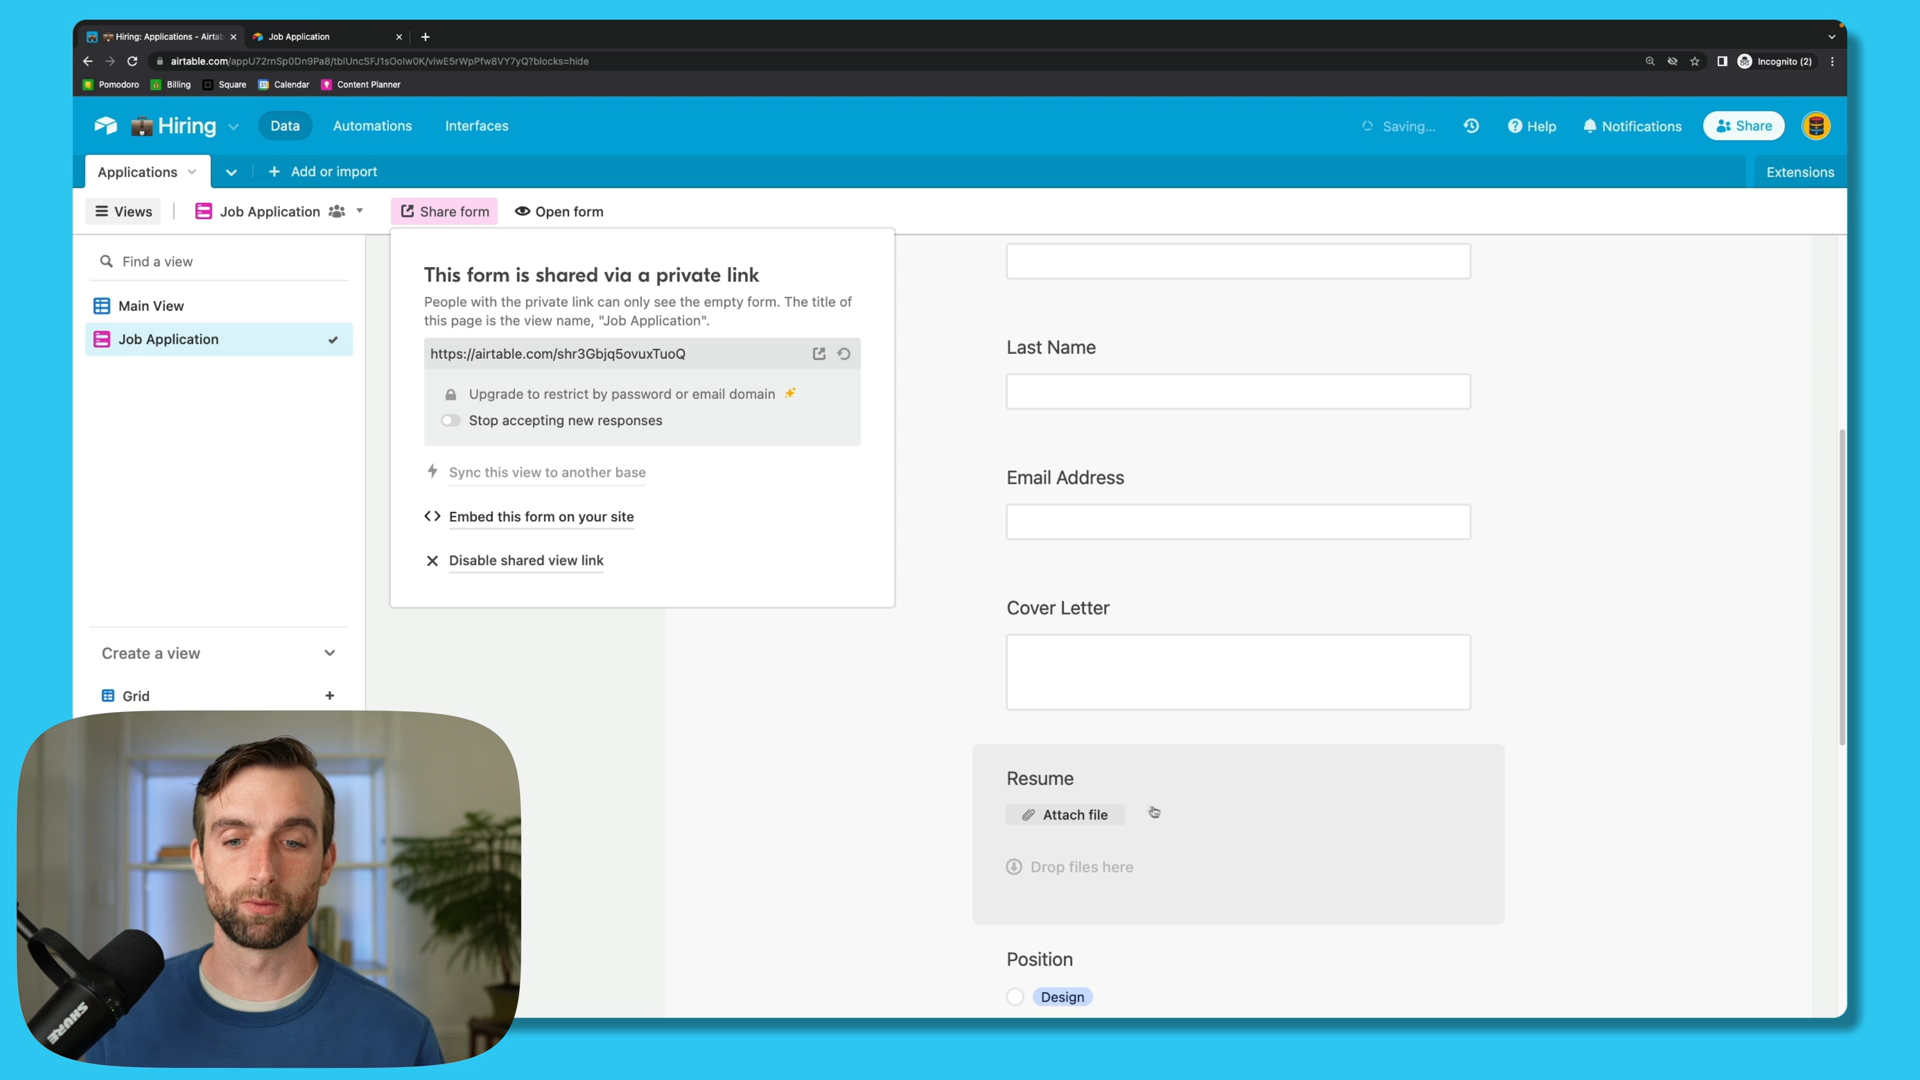 Hiring: Applications - Airtab
Job Application
airtable.com/appU72rnSp0Dn9Pa8/tblUncSFJ1sOoIw0K/viwE5rWpPfw8VY7yQ?blocks=hide
Incognito (2)
Pomodoro
Billing
Square
Calendar
Content Planner
Hiring
Data
Automations
Interfaces
Saving...
Help
Notifications
Share
Applications
Add or import
Extensions
Views
Job Application
Share form
Open form
Find a view
Main View
Job Application
Create a view
Grid
This form is shared via a private link
People with the private link can only see the empty form. The title of
this page is the view name, "Job Application".
https://airtable.com/shr3Gbjq5ovuxTuoQ
Upgrade to restrict by password or email domain
Stop accepting new responses
Sync this view to another base
Embed this form on your site
Disable shared view link
Last Name
Email Address
Cover Letter
Resume
Attach file
Drop files here
Position
Design
SHURE